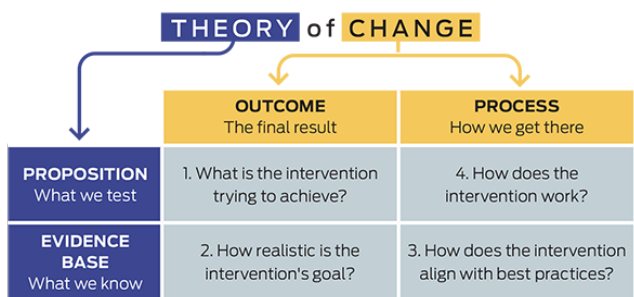 THEORY of CHANGE
OUTCOME
The final result
PROCESS
How we get there
PROPOSITION
What we test
1. What is the intervention
trying to achieve?
4. How does the
intervention work?
EVIDENCE
BASE
What we know
2. How realistic is the
intervention's goal?
3. How does the intervention
align with best practices?